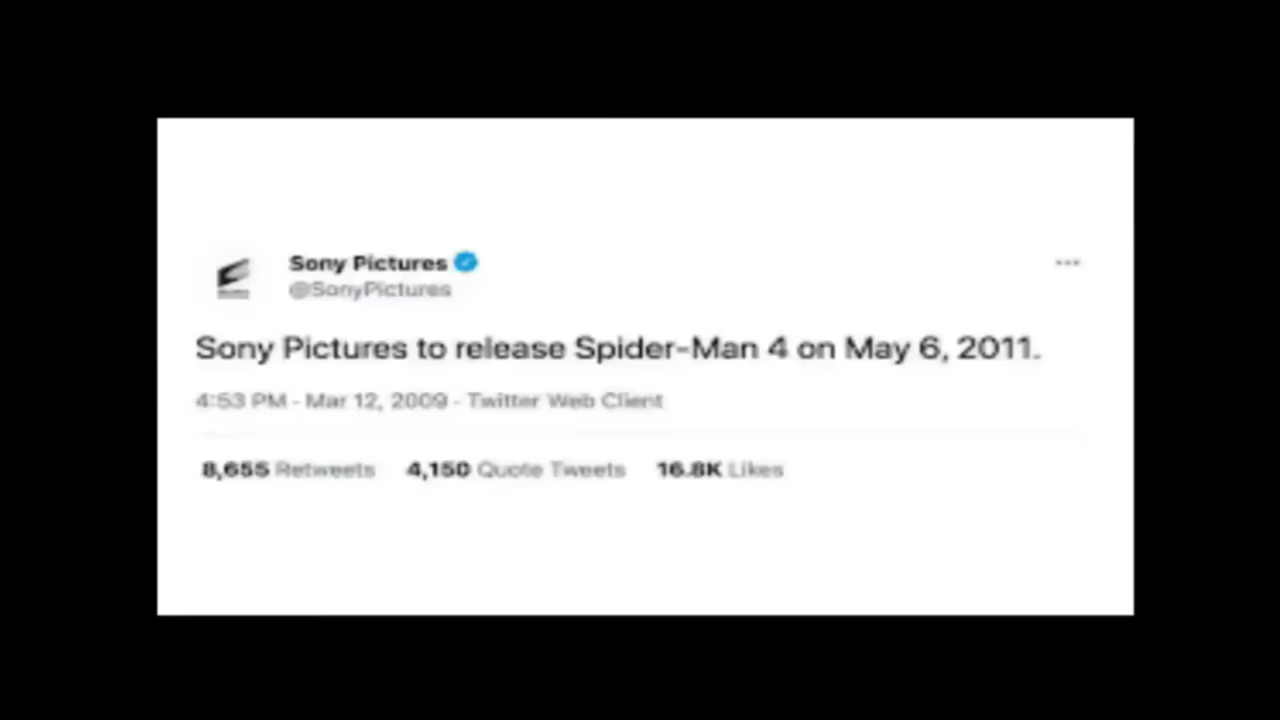 Sony Pictures
@SonyPictures
Sony Pictures to release Spider-Man 4 on May 6, 2011.
4:53 PM - Mar 12, 2009 - Twitter Web Client
8,655 Retweets 4,150 Quote Tweets 16.8K Likes